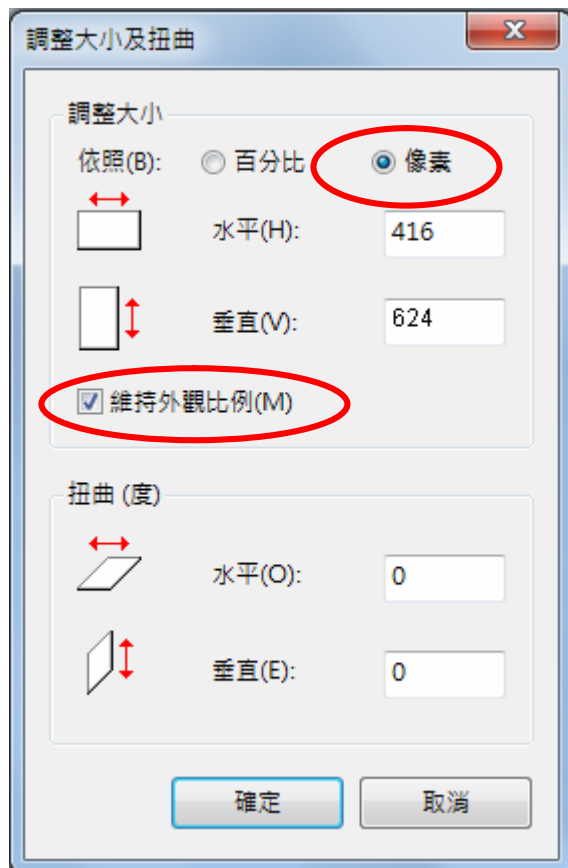 調整大小及扭曲
調整大小
依照(B): 百分比 像素
水平(H): 416
垂直(V): 624
維持外觀比例(M)
扭曲 (度)
水平(O): 0
垂直(E): 0
確定 取消